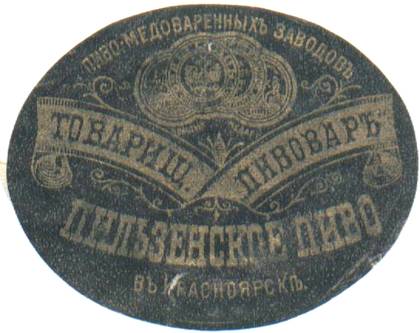 ПИВО-МЕДОВАРЕННЫХЪ ЗАВОДОВЪ
ТОВАРИЩ. ПИВОВАРЪ
ПИЛЬЗЕНСКОЕ ПИВО
ВЪ КРАСНОЯРСКѢ.